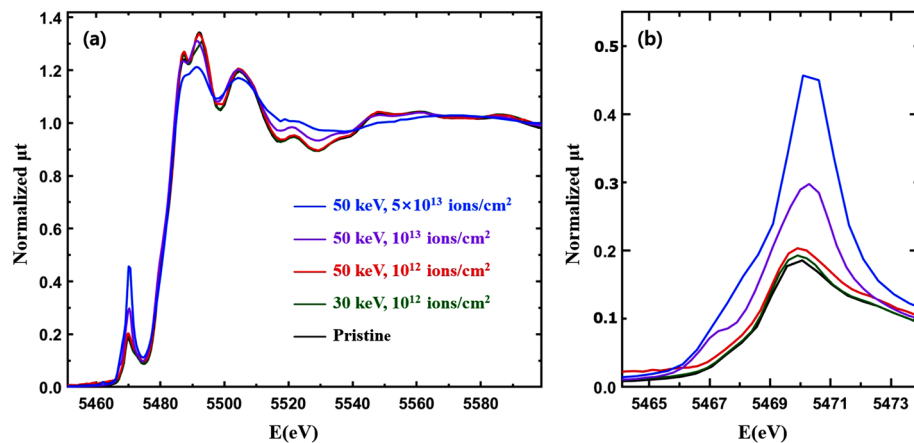 (a)
Normalized μt
1.4
1.2
1.0
0.8
0.6
0.4
0.2
0.0
50 keV, 5×10¹³ ions/cm²
50 keV, 10¹³ ions/cm²
50 keV, 10¹² ions/cm²
30 keV, 10¹² ions/cm²
Pristine
5460 5480 5500 5520 5540 5560 5580
E(eV)
(b)
Normalized μt
0.5
0.4
0.3
0.2
0.1
0.0
5465 5467 5469 5471 5473
E(eV)